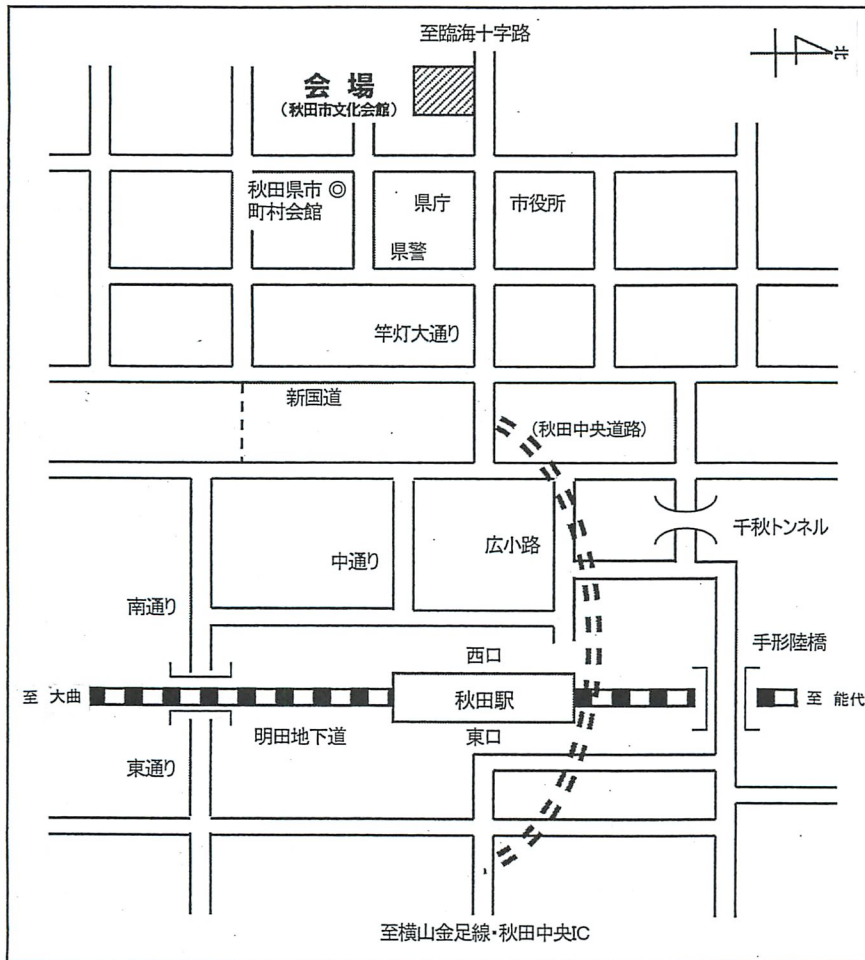 至臨海十字路
北
会場
（秋田市文化会館）
秋田県市◎
町村会館
県庁
市役所
県警
竿灯大通り
新国道
（秋田中央道路）
千秋トンネル
広小路
中通り
南通り
手形陸橋
西口
至 大曲
秋田駅
至 能代
明田地下道
東口
東通り
至横山金足線・秋田中央IC